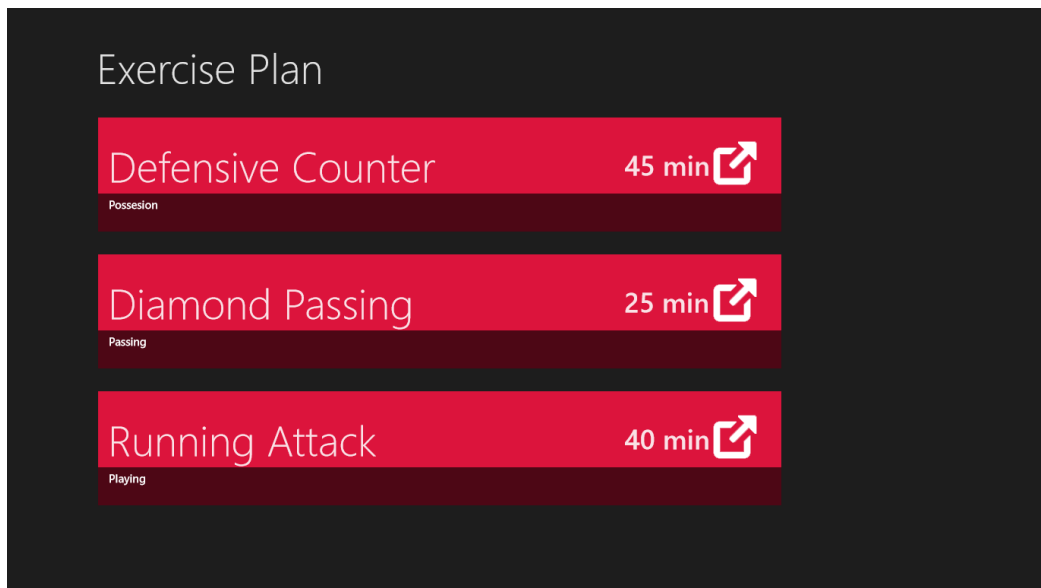 Exercise Plan
Defensive Counter 45 min
Possesion
Diamond Passing 25 min
Passing
Running Attack 40 min
Playing